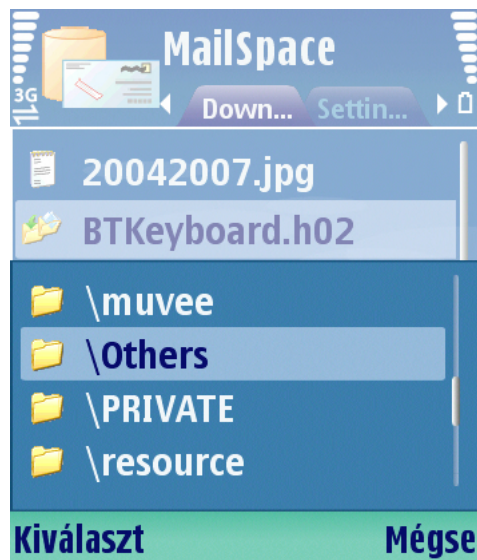 MailSpace
3G
Down... Settin...
20042007.jpg
BTKeyboard.h02
\muvee
\Others
\PRIVATE
\resource
Kiválaszt Mégse